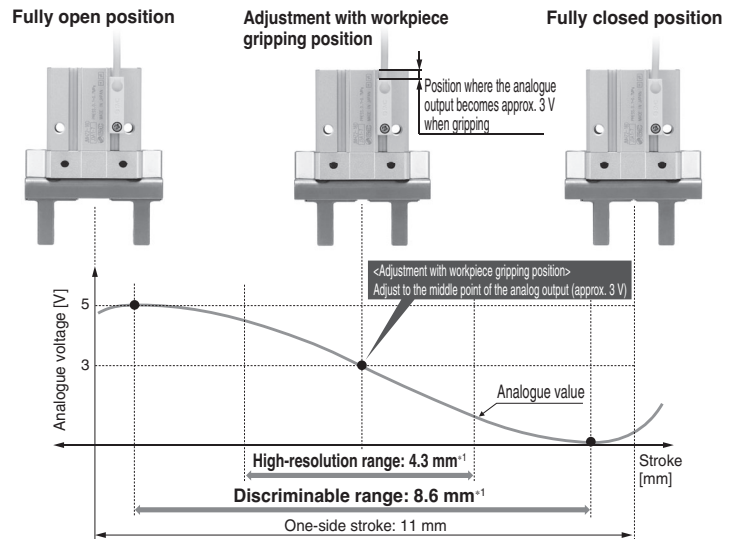 Fully open position
Adjustment with workpiece
gripping position
Fully closed position
Position where the analogue
output becomes approx. 3 V
when gripping
<Adjustment with workpiece gripping position>
Adjust to the middle point of the analog output (approx. 3 V)
Analogue voltage [V]
5
3
Analogue value
High-resolution range: 4.3 mm*1
Stroke
[mm]
Discriminable range: 8.6 mm*1
One-side stroke: 11 mm